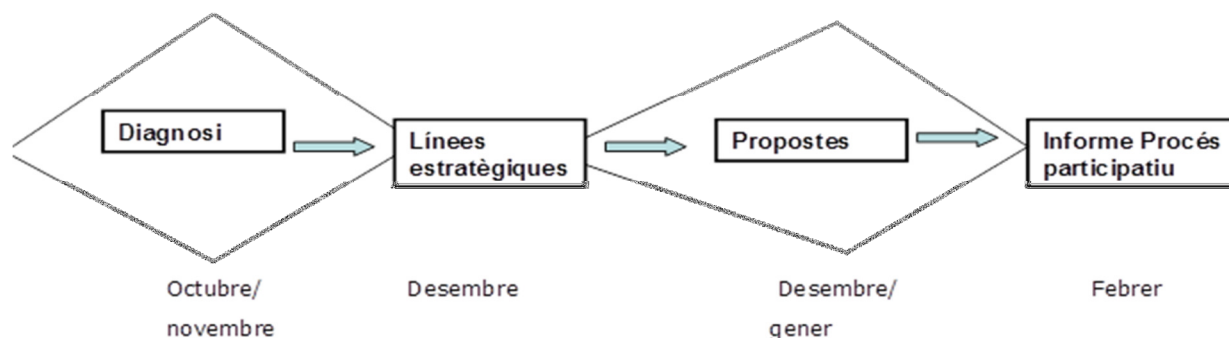 Diagnosi
Línees
estratègiques
Propostes
Informe Procés
participatiu
Octubre/
novembre
Desembre
Desembre/
gener
Febrer